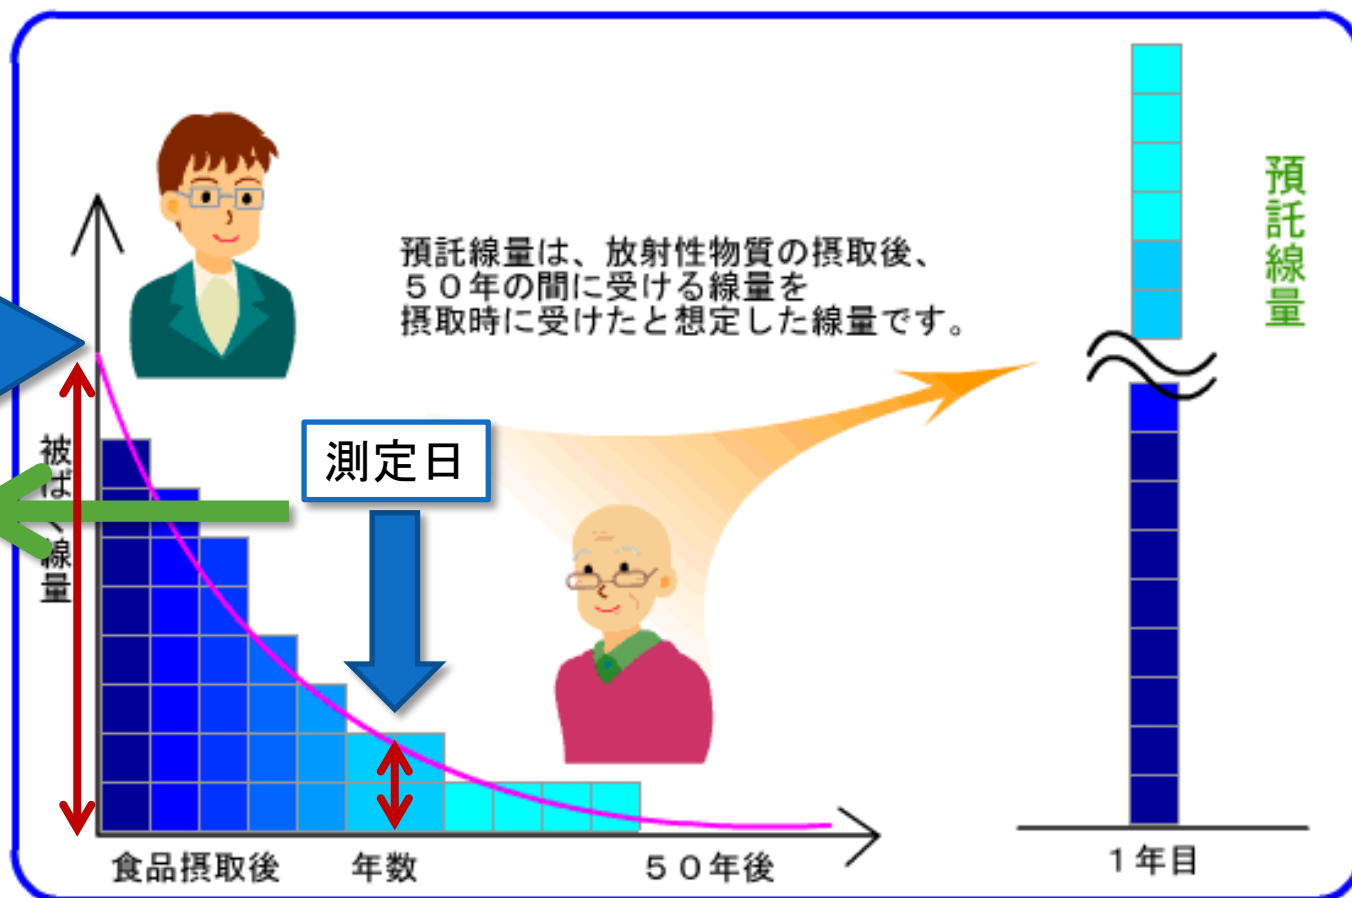 預託線量
預託線量は、放射性物質の摂取後、
５０年の間に受ける線量を
摂取時に受けたと想定した線量です。
測定日
被ばく線量
食品摂取後
年数
５０年後
１年目